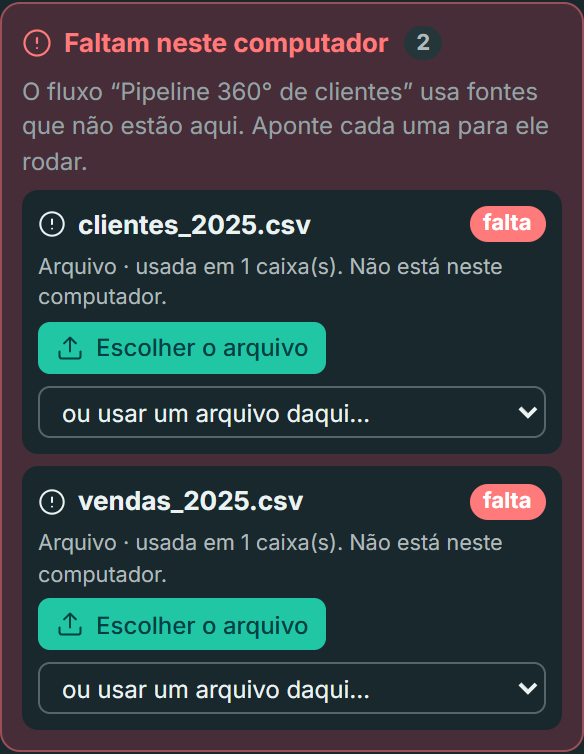 Faltam neste computador 2
O fluxo “Pipeline 360° de clientes” usa fontes
que não estão aqui. Aponte cada uma para ele
rodar.
clientes_2025.csv falta
Arquivo · usada em 1 caixa(s). Não está neste
computador.
Escolher o arquivo
ou usar um arquivo daqui...
vendas_2025.csv falta
Arquivo · usada em 1 caixa(s). Não está neste
computador.
Escolher o arquivo
ou usar um arquivo daqui...